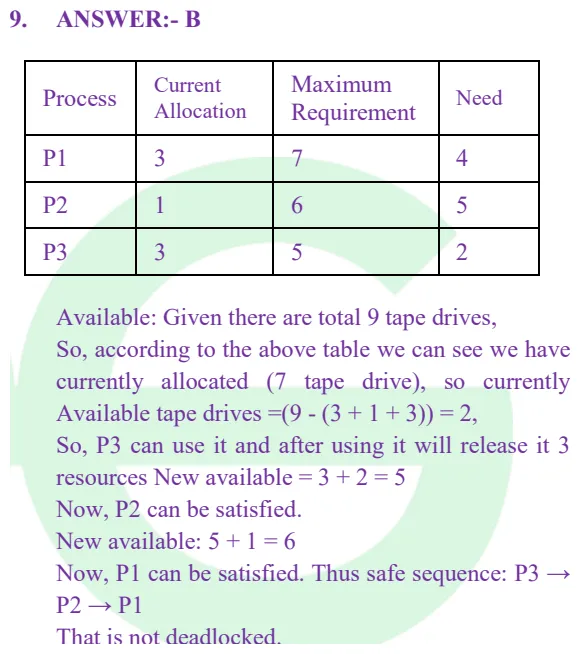 9. ANSWER:- B
Process Current Allocation Maximum Requirement Need
P1 3 7 4
P2 1 6 5
P3 3 5 2
Available: Given there are total 9 tape drives,
So, according to the above table we can see we have
currently allocated (7 tape drive), so currently
Available tape drives =(9 - (3 + 1 + 3)) = 2,
So, P3 can use it and after using it will release it 3
resources New available = 3 + 2 = 5
Now, P2 can be satisfied.
New available: 5 + 1 = 6
Now, P1 can be satisfied. Thus safe sequence: P3 →
P2 → P1
That is not deadlocked.